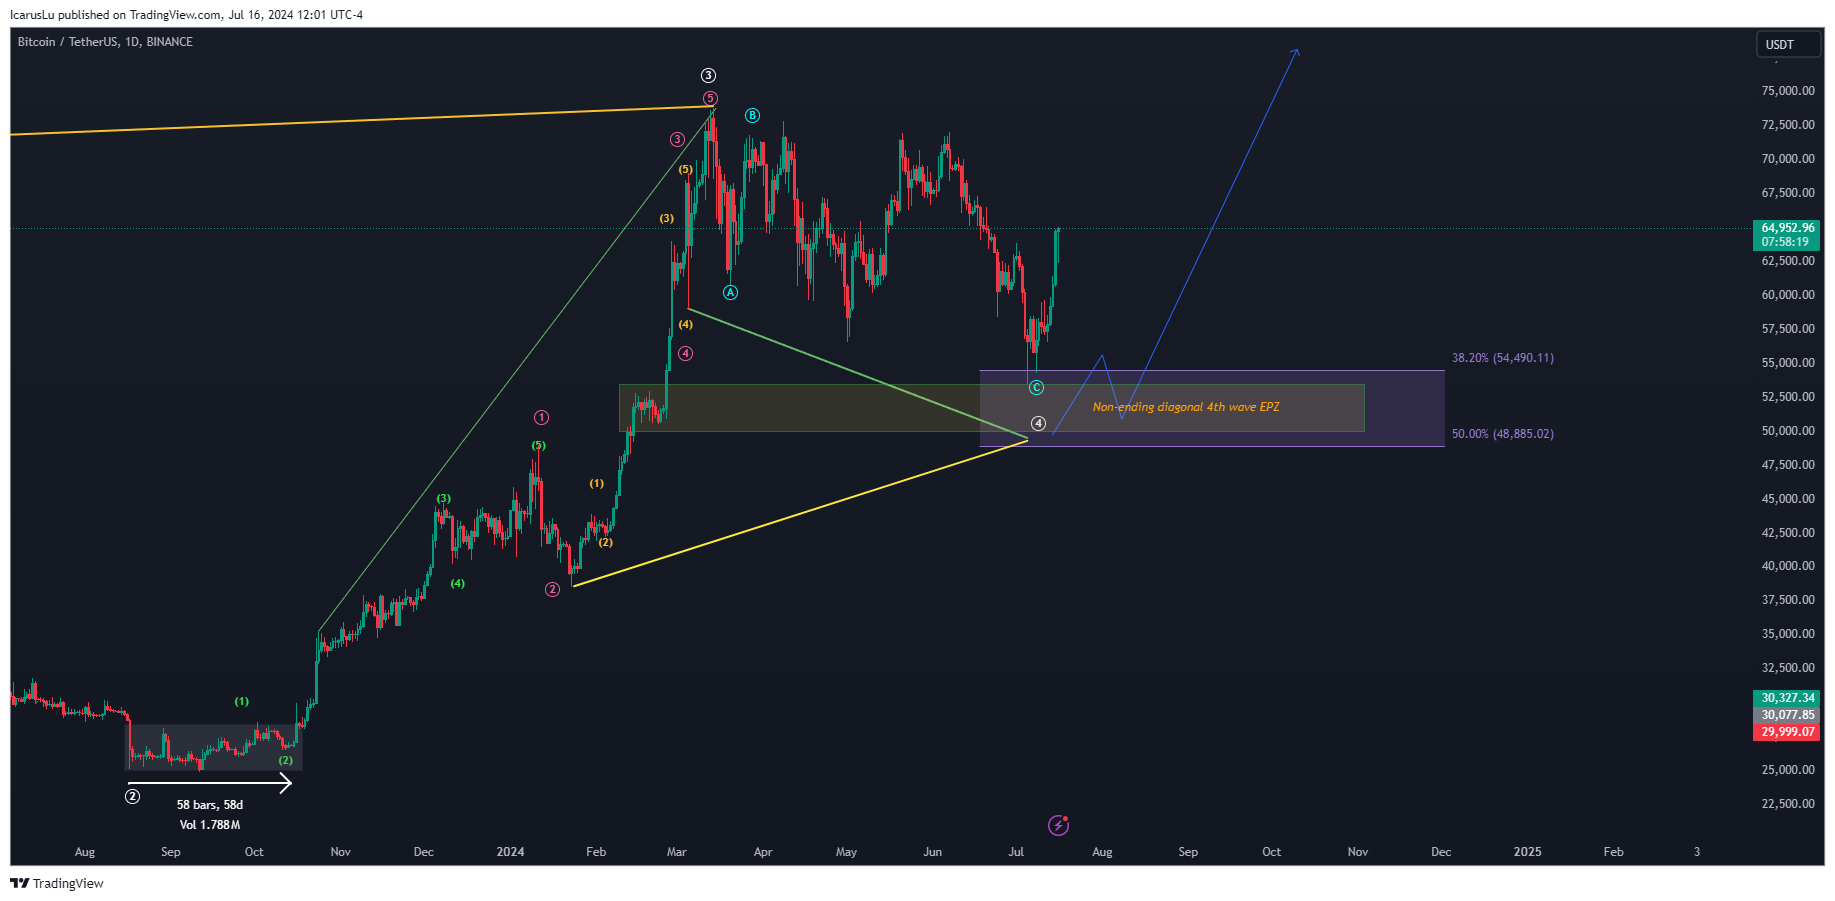 IcarusLu published on TradingView.com, Jul 16, 2024 12:01 UTC-4
Bitcoin / TetherUS, 1D, BINANCE
USDT
75,000.00
72,500.00
70,000.00
67,500.00
64,952.96
07:58:19
62,500.00
60,000.00
57,500.00
55,000.00
52,500.00
50,000.00
47,500.00
45,000.00
42,500.00
40,000.00
37,500.00
35,000.00
32,500.00
30,327.34
30,077.85
29,999.07
25,000.00
22,500.00
3
5
B
3
(5)
(3)
A
(4)
4
38.20% (54,490.11)
C
Non-ending diagonal 4th wave EPZ
1
4
50.00% (48,885.02)
(5)
(1)
(3)
(2)
(4)
2
(1)
(2)
2
58 bars, 58d
Vol 1.788M
Aug
Sep
Oct
Nov
Dec
2024
Feb
Mar
Apr
May
Jun
Jul
Aug
Sep
Oct
Nov
Dec
2025
Feb
3
TradingView